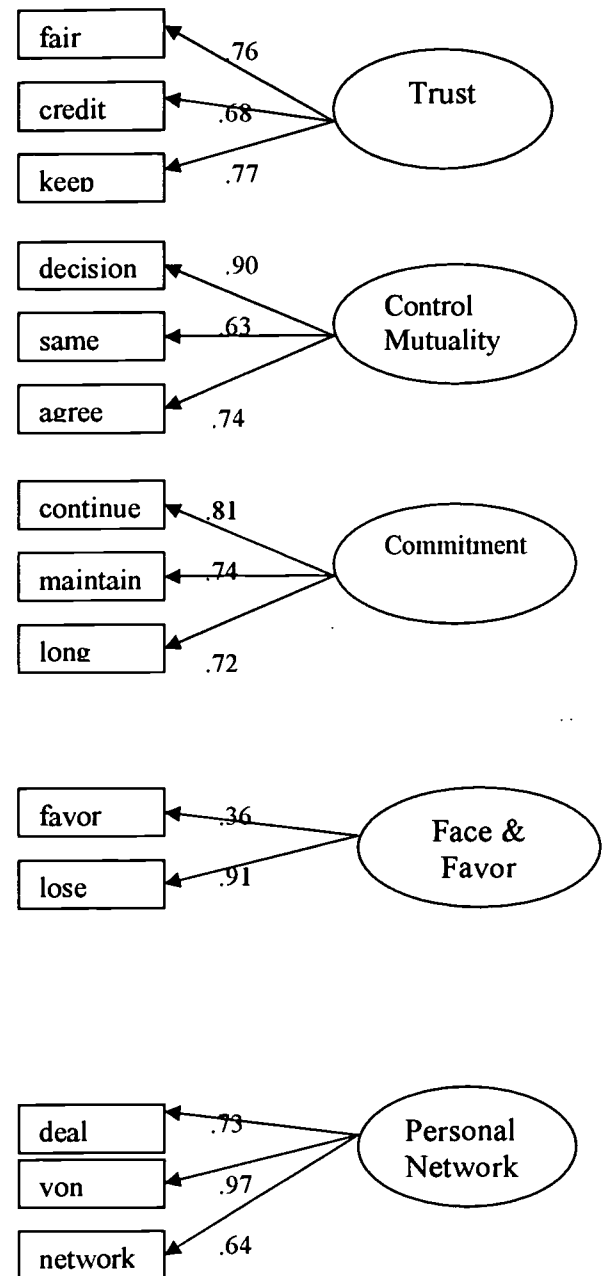 fair
.76
Trust
credit
.68
keep
.77
decision
.90
Control
Mutuality
same
.63
agree
.74
continue
.81
Commitment
maintain
.74
long
.72
favor
.36
Face &
Favor
lose
.91
deal
.73
Personal
Network
von
.97
network
.64